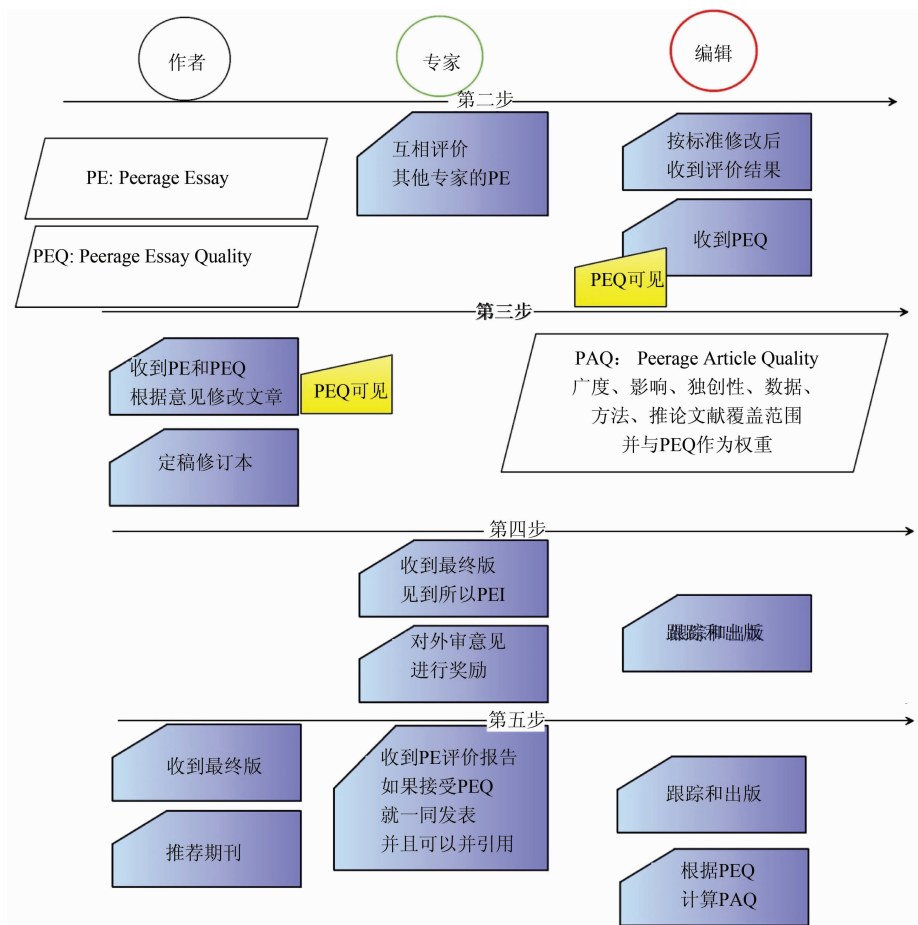 作者
专家
编辑
第二步
PE: Peerage Essay
PEQ: Peerage Essay Quality
互相评价
其他专家的PE
按标准修改后
收到评价结果
收到PEQ
PEQ可见
第三步
收到PE和PEQ
根据意见修改文章
PEQ可见
定稿修订本
PAQ： Peerage Article Quality
广度、影响、独创性、数据、
方法、推论文献覆盖范围
并与PEQ作为权重
第四步
收到最终版
见到所以PEI
对外审意见
进行奖励
跟踪和出版
第五步
收到最终版
推荐期刊
收到PE评价报告
如果接受PEQ
就一同发表
并且可以并引用
跟踪和出版
根据PEQ
计算PAQ